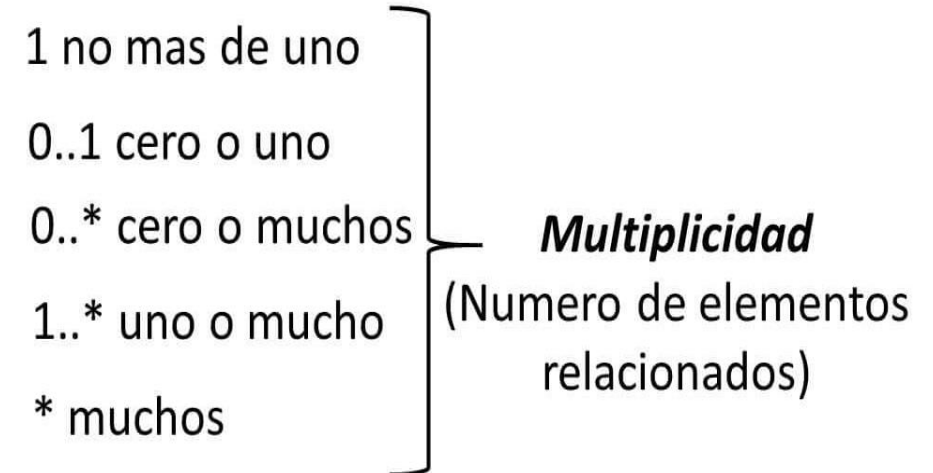 1 no mas de uno
0..1 cero o uno
0..* cero o muchos
1..* uno o mucho
* muchos
Multiplicidad
(Numero de elementos
relacionados)